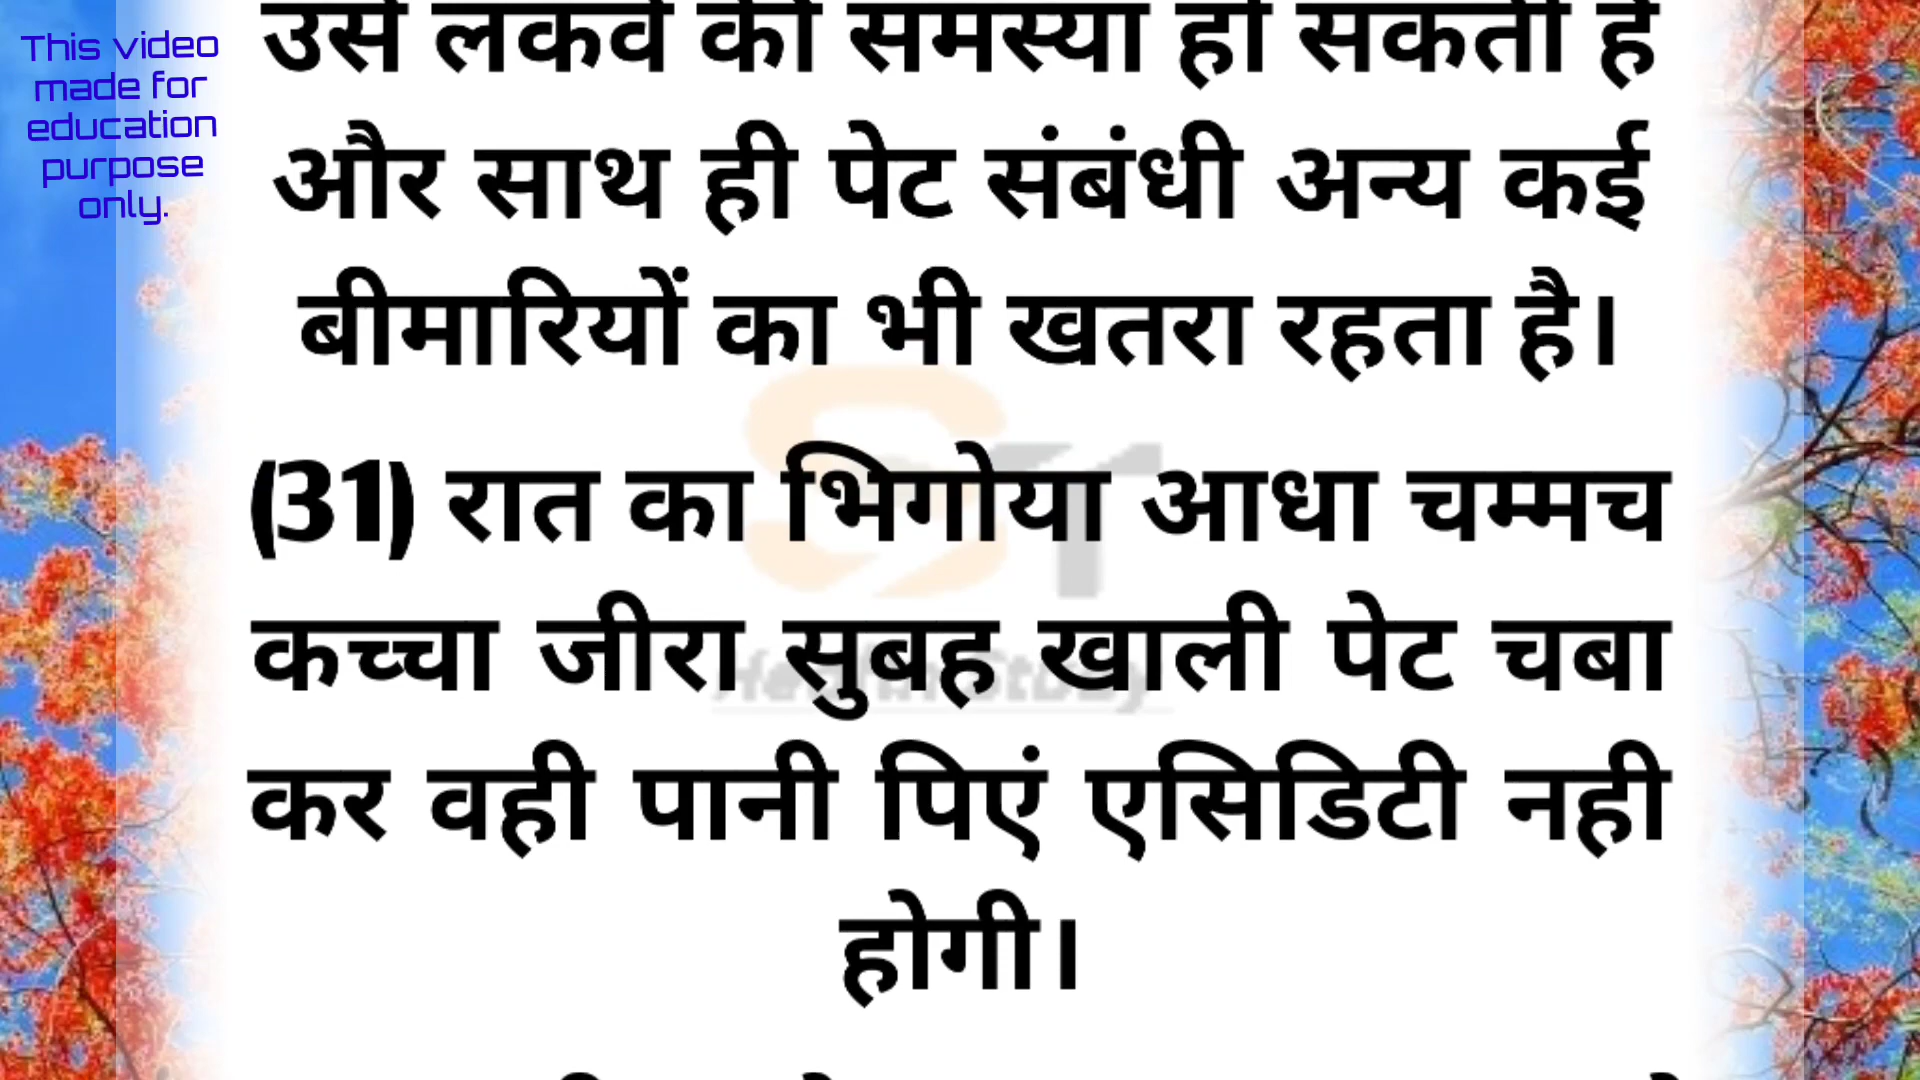 This video
made for
education
purpose
only.
उसे लकवे की समस्या हो सकती है
और साथ ही पेट संबंधी अन्य कई
बीमारियों का भी खतरा रहता है।
(31) रात का भिगोया आधा चम्मच
कच्चा जीरा सुबह खाली पेट चबा
कर वही पानी पिएं एसिडिटी नही
होगी।